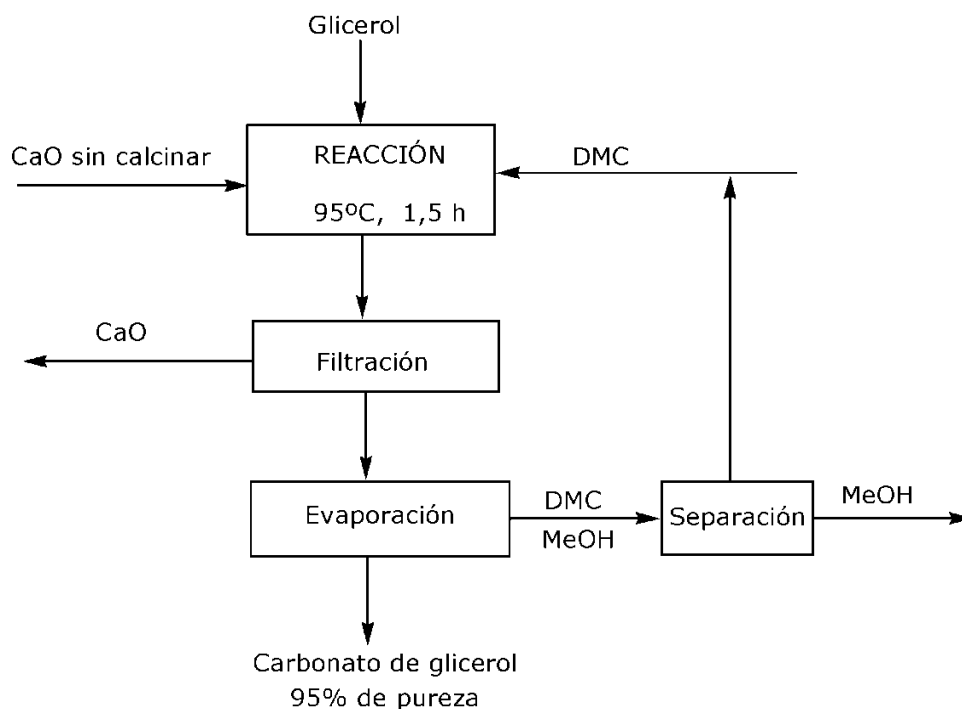 Glicerol
CaO sin calcinar
REACCIÓN
DMC
95ºC, 1,5 h
CaO
Filtración
Evaporación
DMC
MeOH
Separación
MeOH
Carbonato de glicerol
95% de pureza